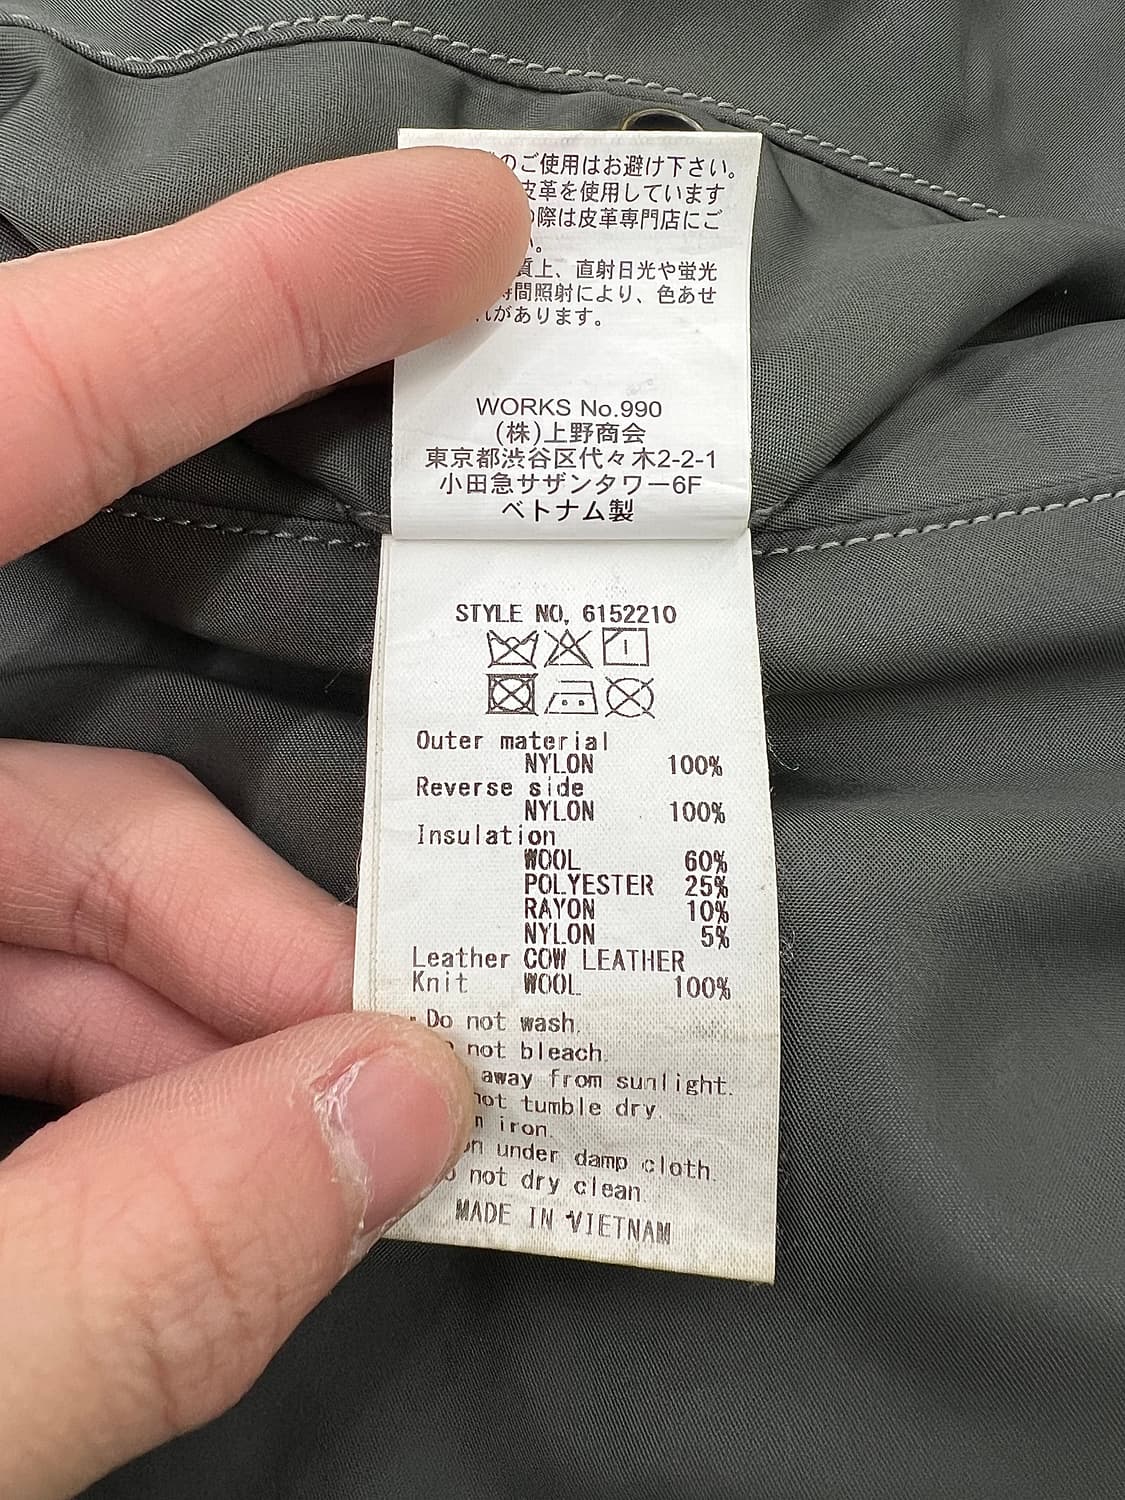 のご使用はお避け下さい。
皮革を使用しています
の際は皮革専門店にご
い。
質上、直射日光や蛍光
時間照射により、色あせ
れがあります。
WORKS No.990
(株)上野商会
東京都渋谷区代々木2-2-1
小田急サザンタワー6F
ベトナム製
STYLE NO, 6152210
Outer material
NYLON 100%
Reverse side
NYLON 100%
Insulation
WOOL 60%
POLYESTER 25%
RAYON 10%
NYLON 5%
Leather COW LEATHER
Knit WOOL 100%
・Do not wash.
not bleach.
away from sunlight.
not tumble dry.
iron.
under damp cloth.
not dry clean.
MADE IN VIETNAM